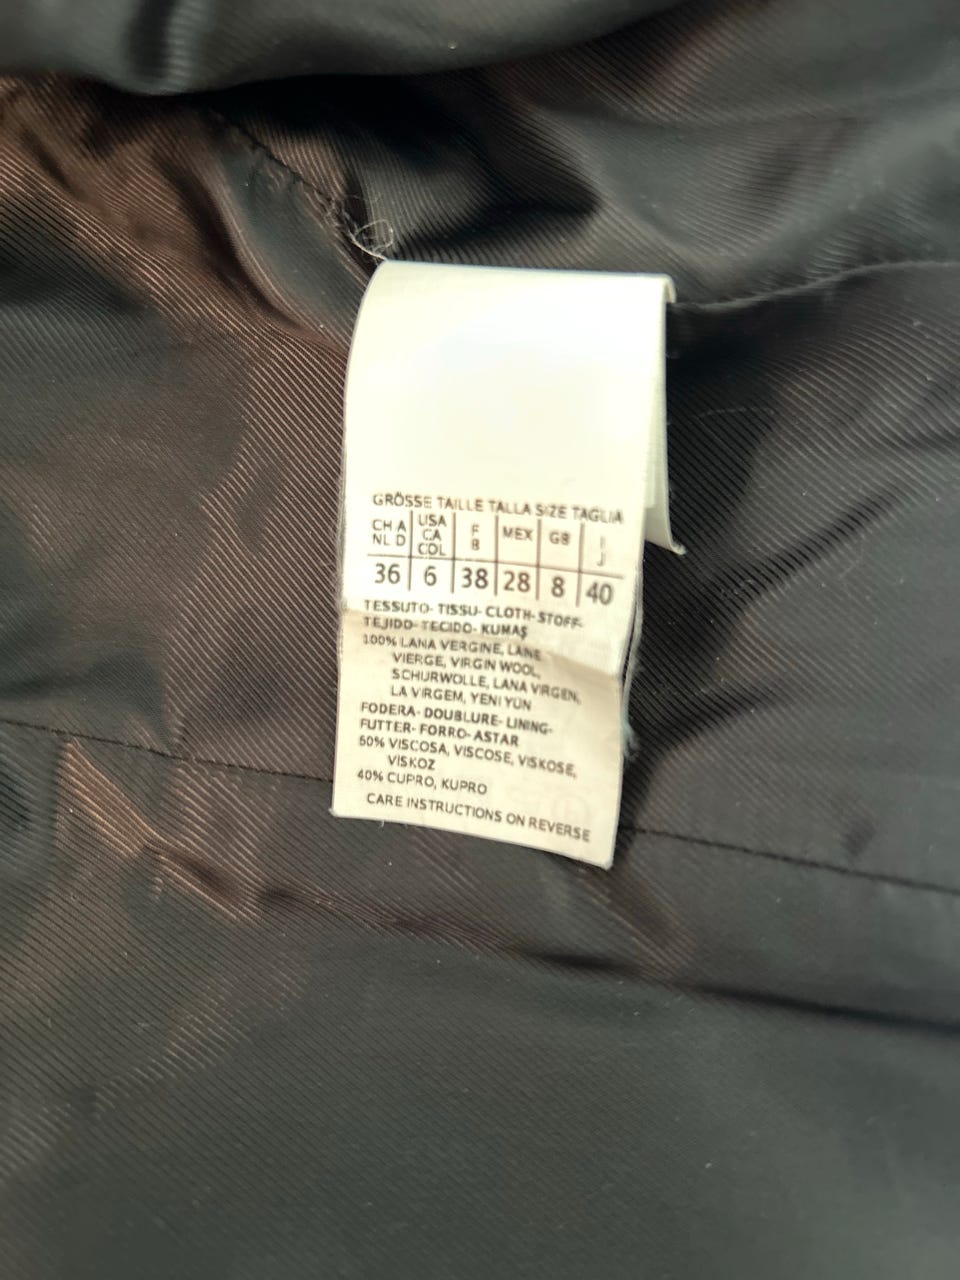 GRÖSSE TAILLE TALLA SIZE TAGLIA
CH A USA F MEX GB I
NL D CA B J
COL
36 6 38 28 8 40
TESSUTO- TISSU- CLOTH- STOFF-
TEJIDO- TECIDO- KUMAŞ
100% LANA VERGINE, LANE
VIERGE, VIRGIN WOOL,
SCHURWOLLE, LANA VIRGEN,
LA VIRGEM, YENI YÜN
FODERA- DOUBLURE- LINING-
FUTTER- FORRO- ASTAR
60% VISCOSA, VISCOSE, VISKOSE,
VISKOZ
40% CUPRO, KUPRO
CARE INSTRUCTIONS ON REVERSE